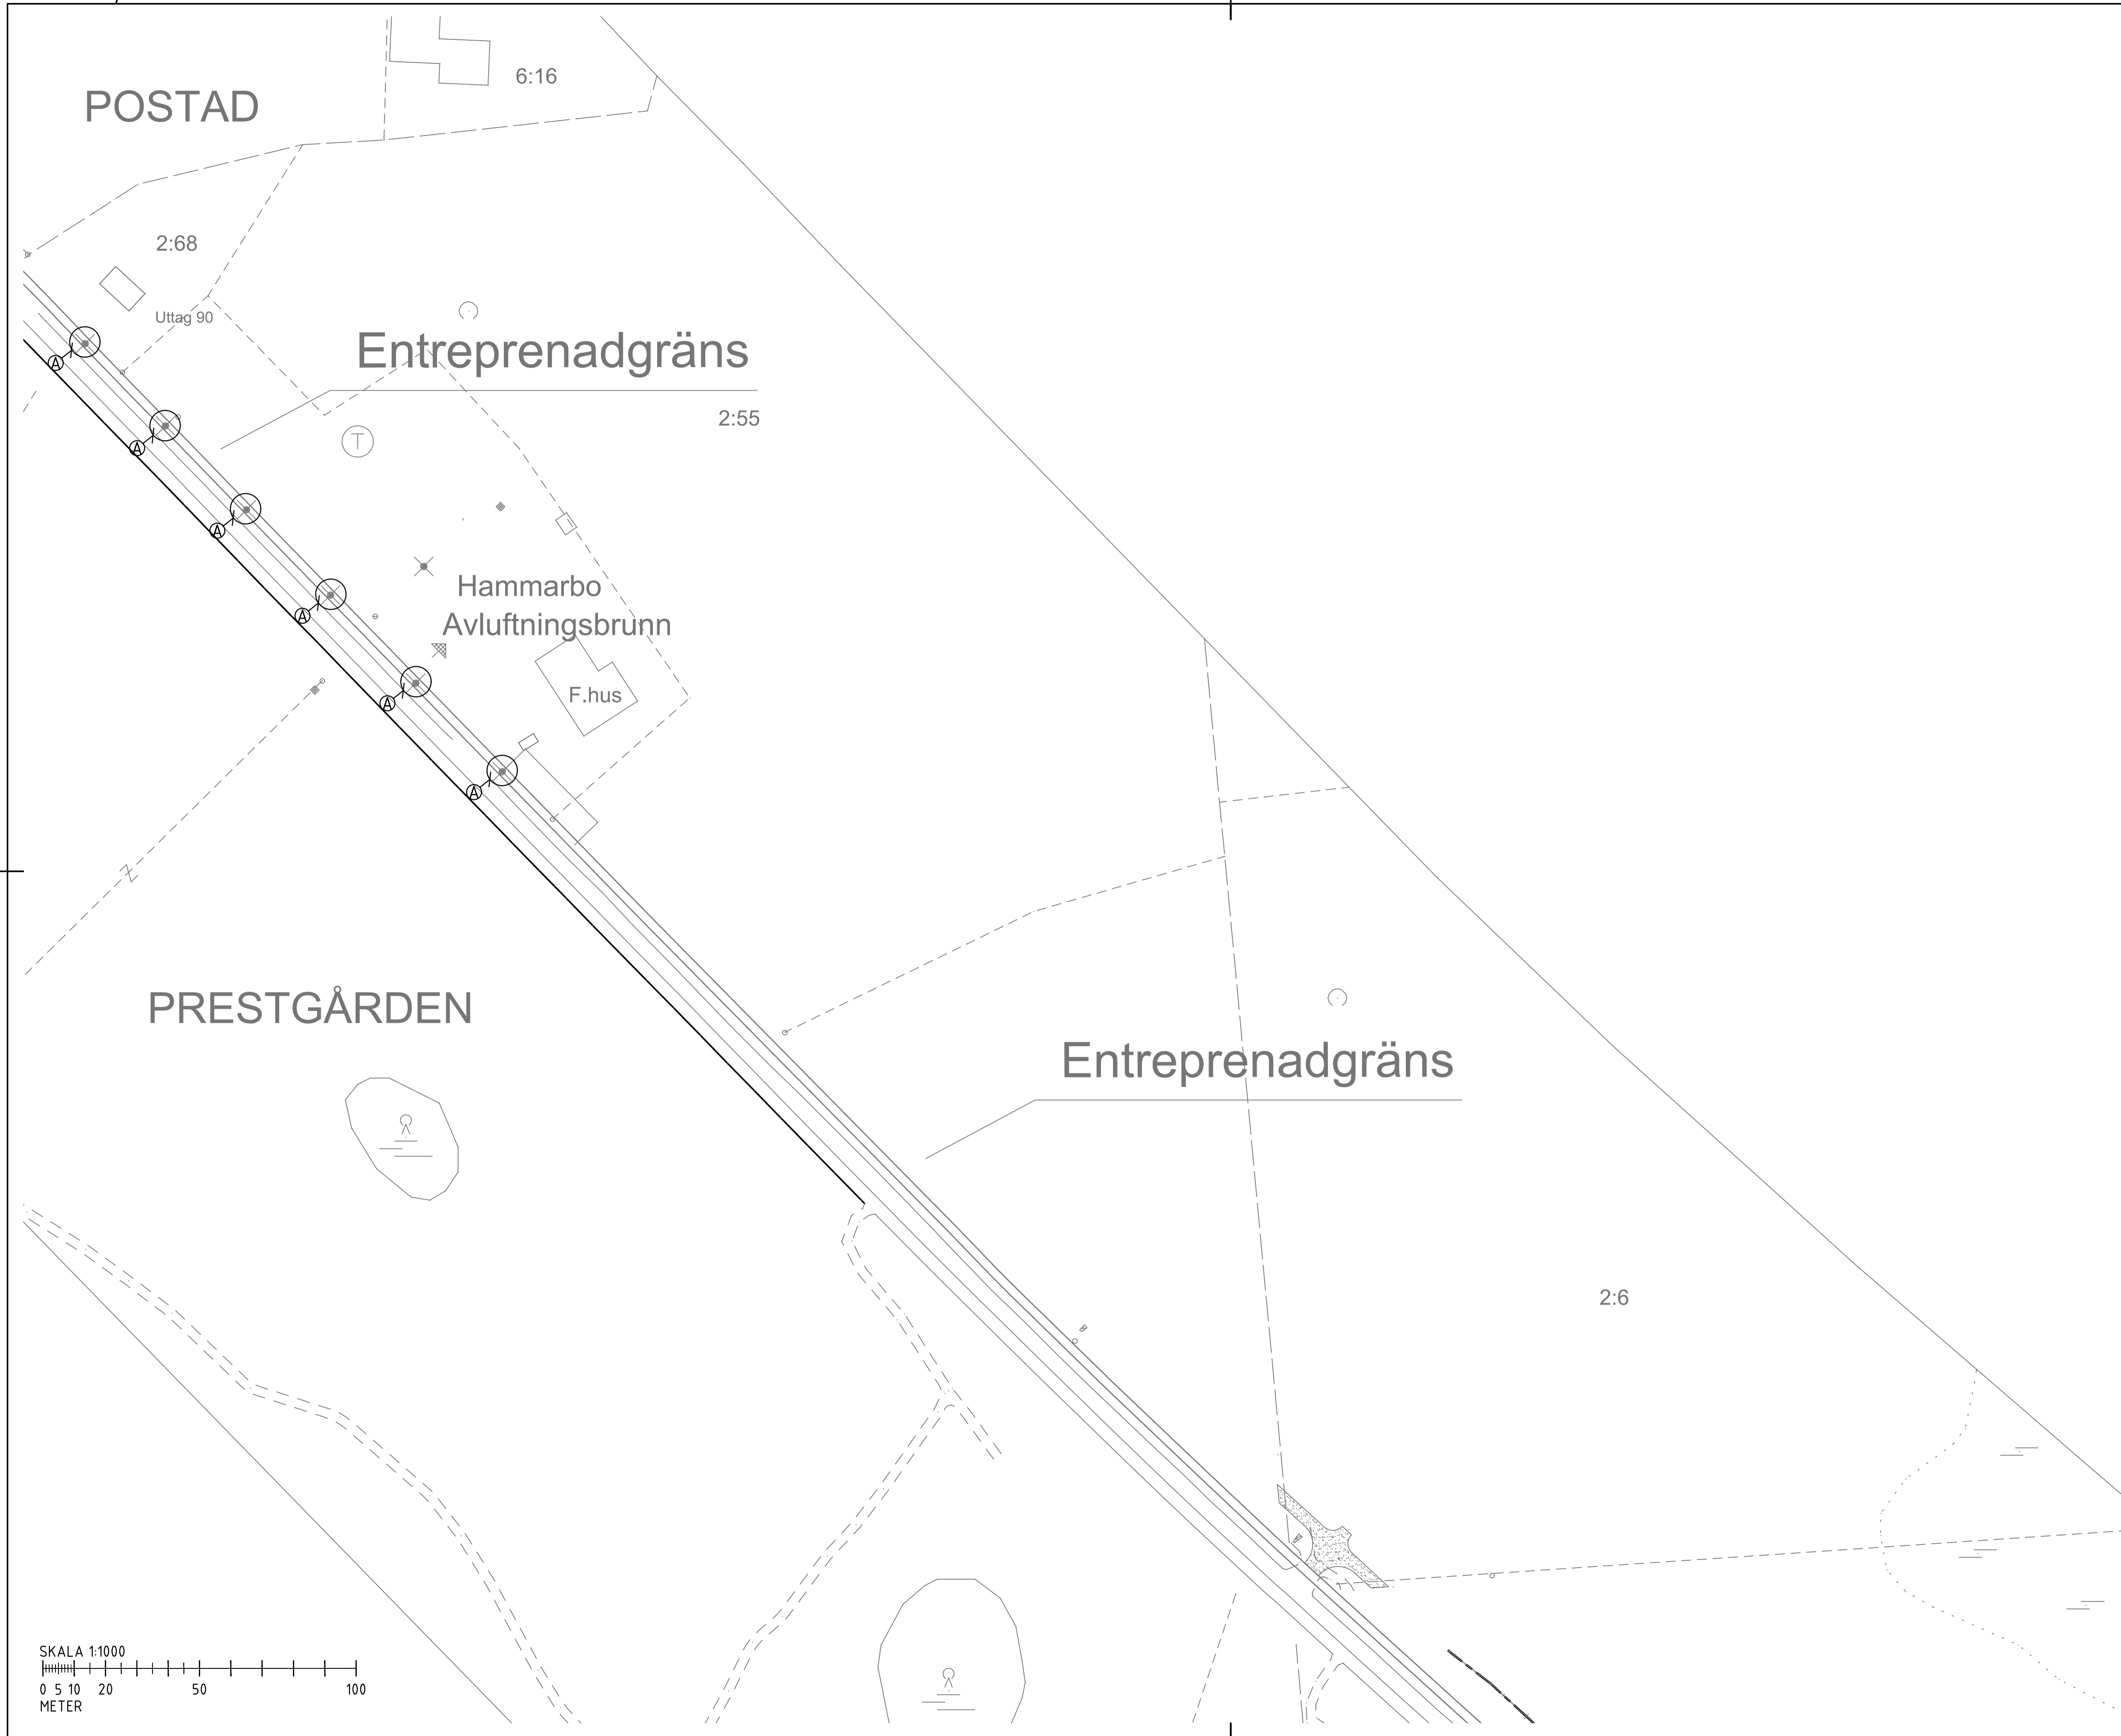 6:16
POSTAD
2:68
Uttag 90
Entreprenadgräns
2:55
T
A
A
A
A
A
A
Hammarbo
Avluftningsbrunn
F.hus
PRESTGÅRDEN
Entreprenadgräns
2:6
SKALA 1:1000
0 5 10 20 50 100
METER